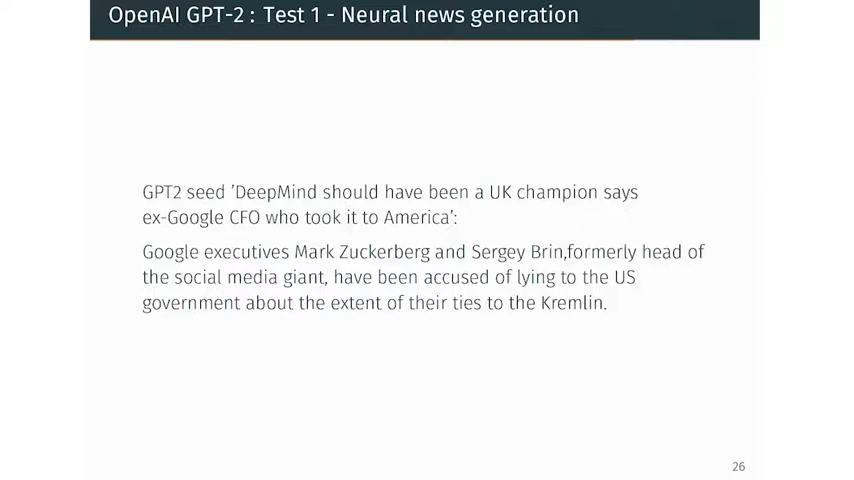 OpenAI GPT-2 : Test 1 - Neural news generation
GPT2 seed ’DeepMind should have been a UK champion says
ex-Google CFO who took it to America’:
Google executives Mark Zuckerberg and Sergey Brin,formerly head of
the social media giant, have been accused of lying to the US
government about the extent of their ties to the Kremlin.
26